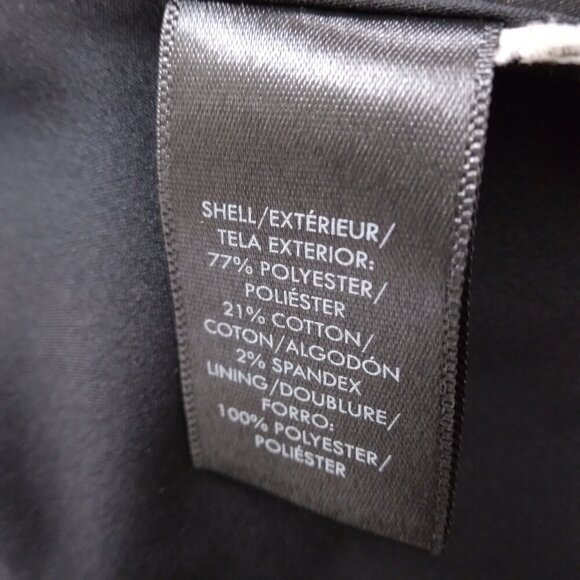 SHELL/EXTÉRIEUR/
TELA EXTERIOR:
77% POLYESTER/
POLIÉSTER
21% COTTON/
COTON/ALGODÓN
2% SPANDEX
LINING/DOUBLURE/
FORRO:
100% POLYESTER/
POLIÉSTER